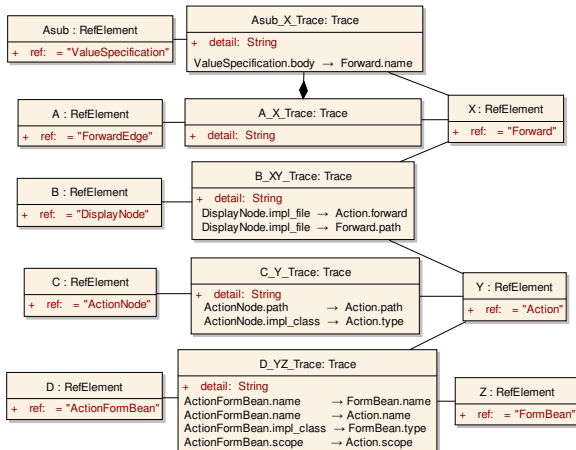 Asub : RefElement
+ ref: = "ValueSpecification"
Asub_X_Trace: Trace
+ detail: String
ValueSpecification.body → Forward.name
A : RefElement
+ ref: = "ForwardEdge"
A_X_Trace: Trace
+ detail: String
X : RefElement
+ ref: = "Forward"
B : RefElement
+ ref: = "DisplayNode"
B_XY_Trace: Trace
+ detail: String
DisplayNode.impl_file → Action.forward
DisplayNode.impl_file → Forward.path
C : RefElement
+ ref: = "ActionNode"
C_Y_Trace: Trace
+ detail: String
ActionNode.path → Action.path
ActionNode.impl_class → Action.type
Y : RefElement
+ ref: = "Action"
D : RefElement
+ ref: = "ActionFormBean"
D_YZ_Trace: Trace
+ detail: String
ActionFormBean.name → FormBean.name
ActionFormBean.name → Action.name
ActionFormBean.impl_class → FormBean.type
ActionFormBean.scope → Action.scope
Z : RefElement
+ ref: = "FormBean"